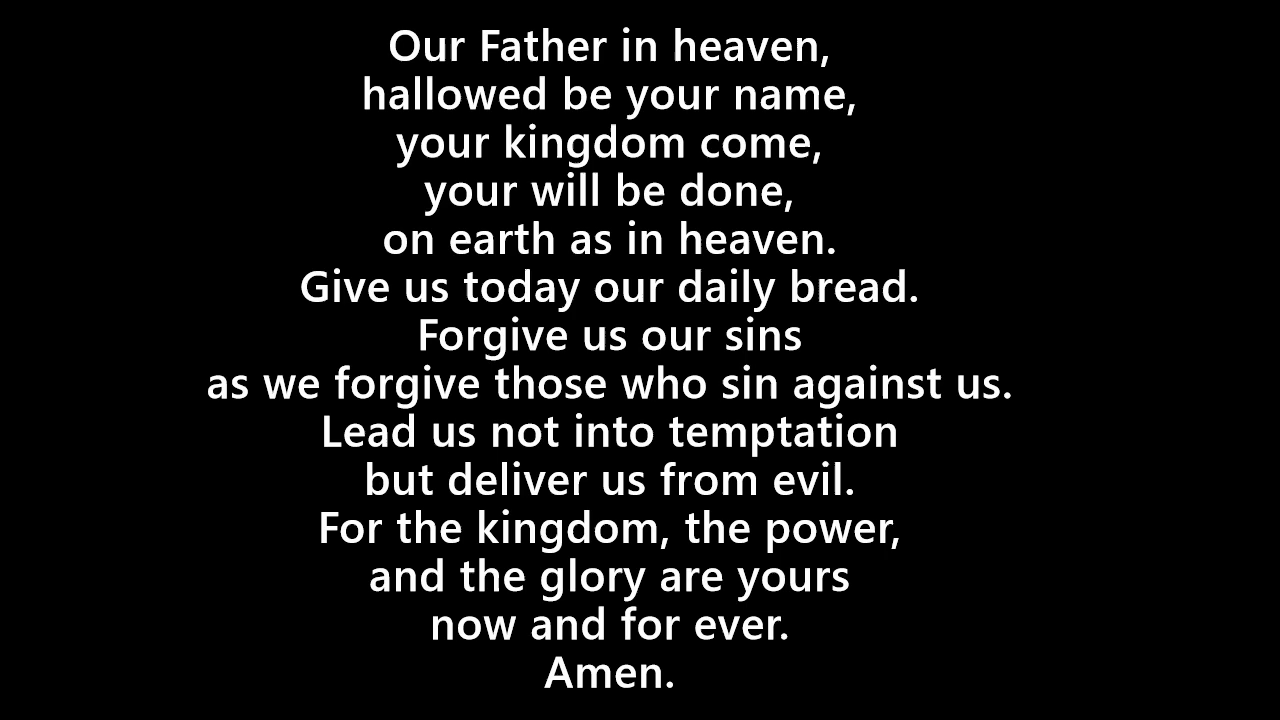 Our Father in heaven,
hallowed be your name,
your kingdom come,
your will be done,
on earth as in heaven.
Give us today our daily bread.
Forgive us our sins
as we forgive those who sin against us.
Lead us not into temptation
but deliver us from evil.
For the kingdom, the power,
and the glory are yours
now and for ever.
Amen.